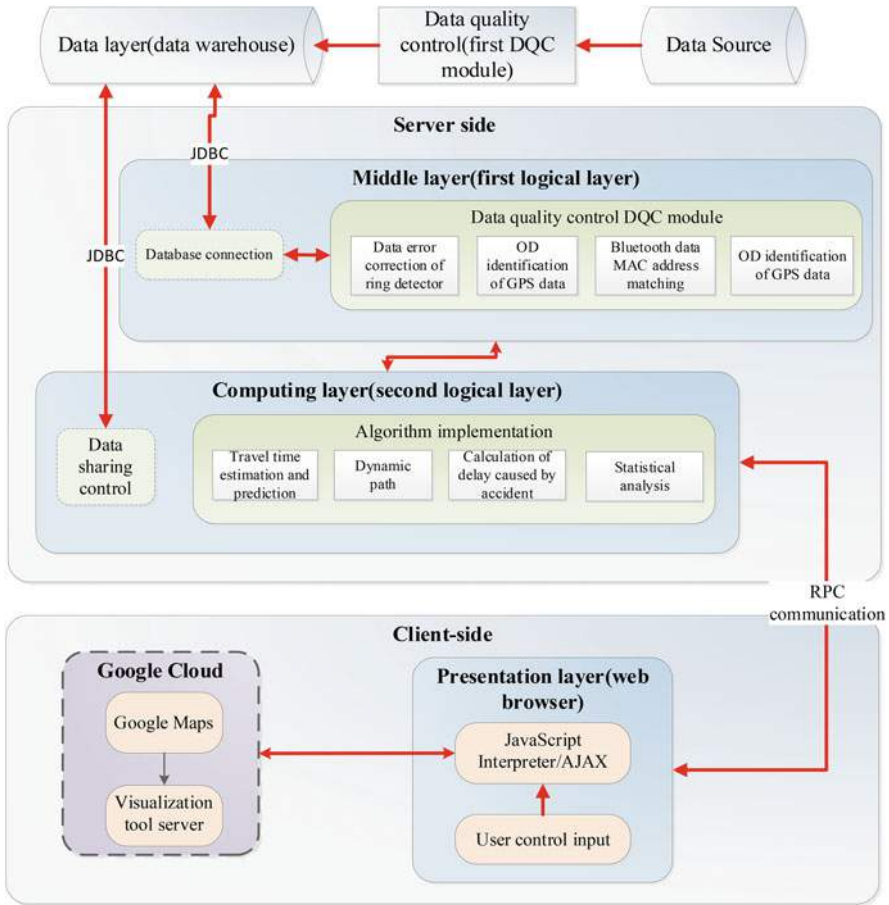 Data layer(data warehouse)
Data quality
control(first DQC
module)
Data Source
Server side
JDBC
Middle layer(first logical layer)
Data quality control DQC module
JDBC
Database connection
Data error
correction of
ring detector
OD
identification
of GPS data
Bluetooth data
MAC address
matching
OD identification
of GPS data
Computing layer(second logical layer)
Data
sharing
control
Algorithm implementation
Travel time
estimation and
prediction
Dynamic
path
Calculation of
delay caused by
accident
Statistical
analysis
RPC
communication
Client-side
Google Cloud
Google Maps
Visualization
tool server
Presentation layer(web
browser)
JavaScript
Interpreter/AJAX
User control input